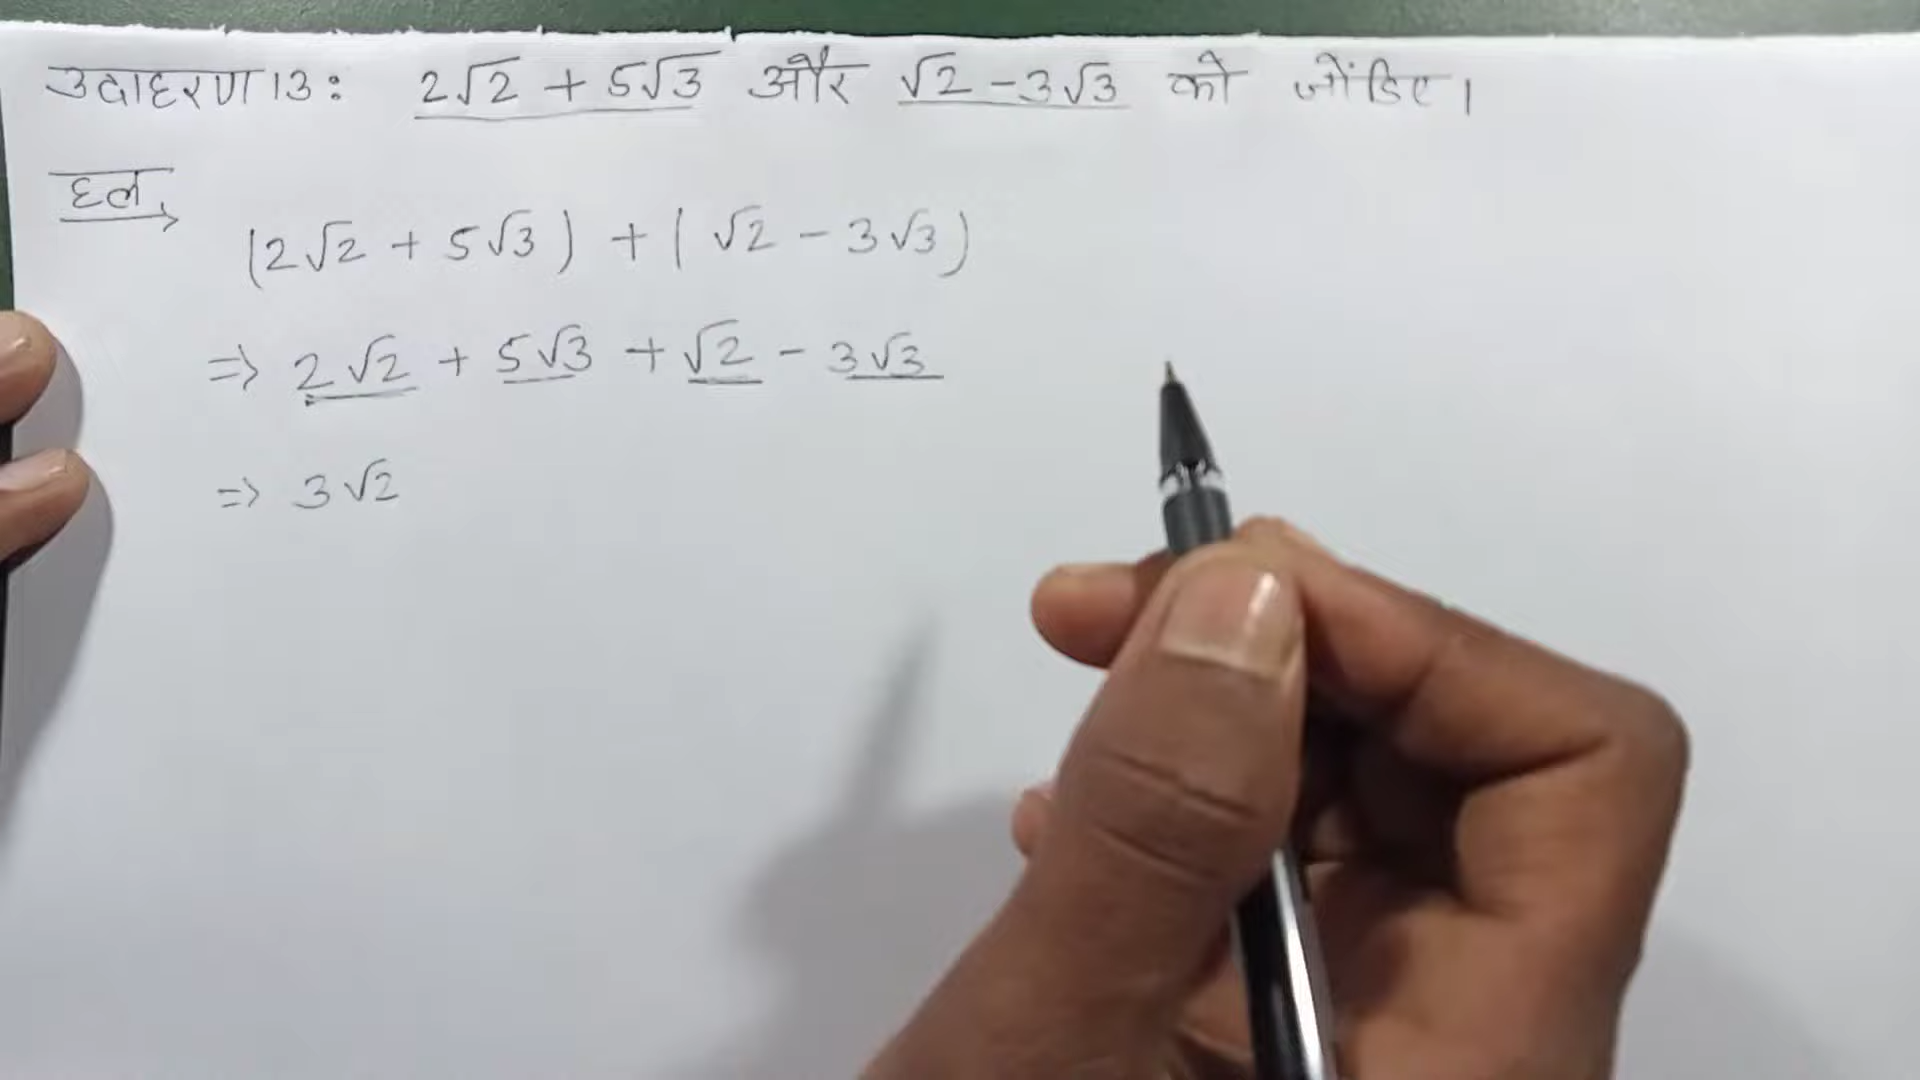 उदाहरण 13: 2√2 + 5√3 और √2 - 3√3 को जोंडिए।
हल,
(2√2 + 5√3) + (√2 - 3√3)
=> 2√2 + 5√3 + √2 - 3√3
=> 3√2